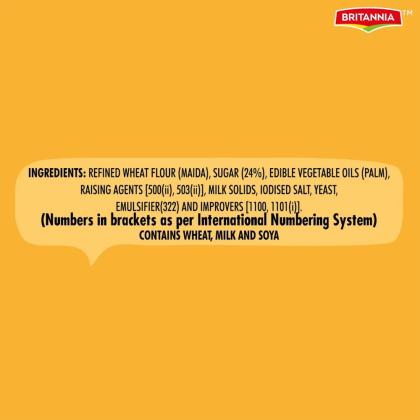 BRITANNIA TM
INGREDIENTS: REFINED WHEAT FLOUR (MAIDA), SUGAR (24%), EDIBLE VEGETABLE OILS (PALM),
RAISING AGENTS [500(ii), 503(ii)], MILK SOLIDS, IODISED SALT, YEAST,
EMULSIFIER(322) AND IMPROVERS [1100, 1101(i)].
(Numbers in brackets as per International Numbering System)
CONTAINS WHEAT, MILK AND SOYA